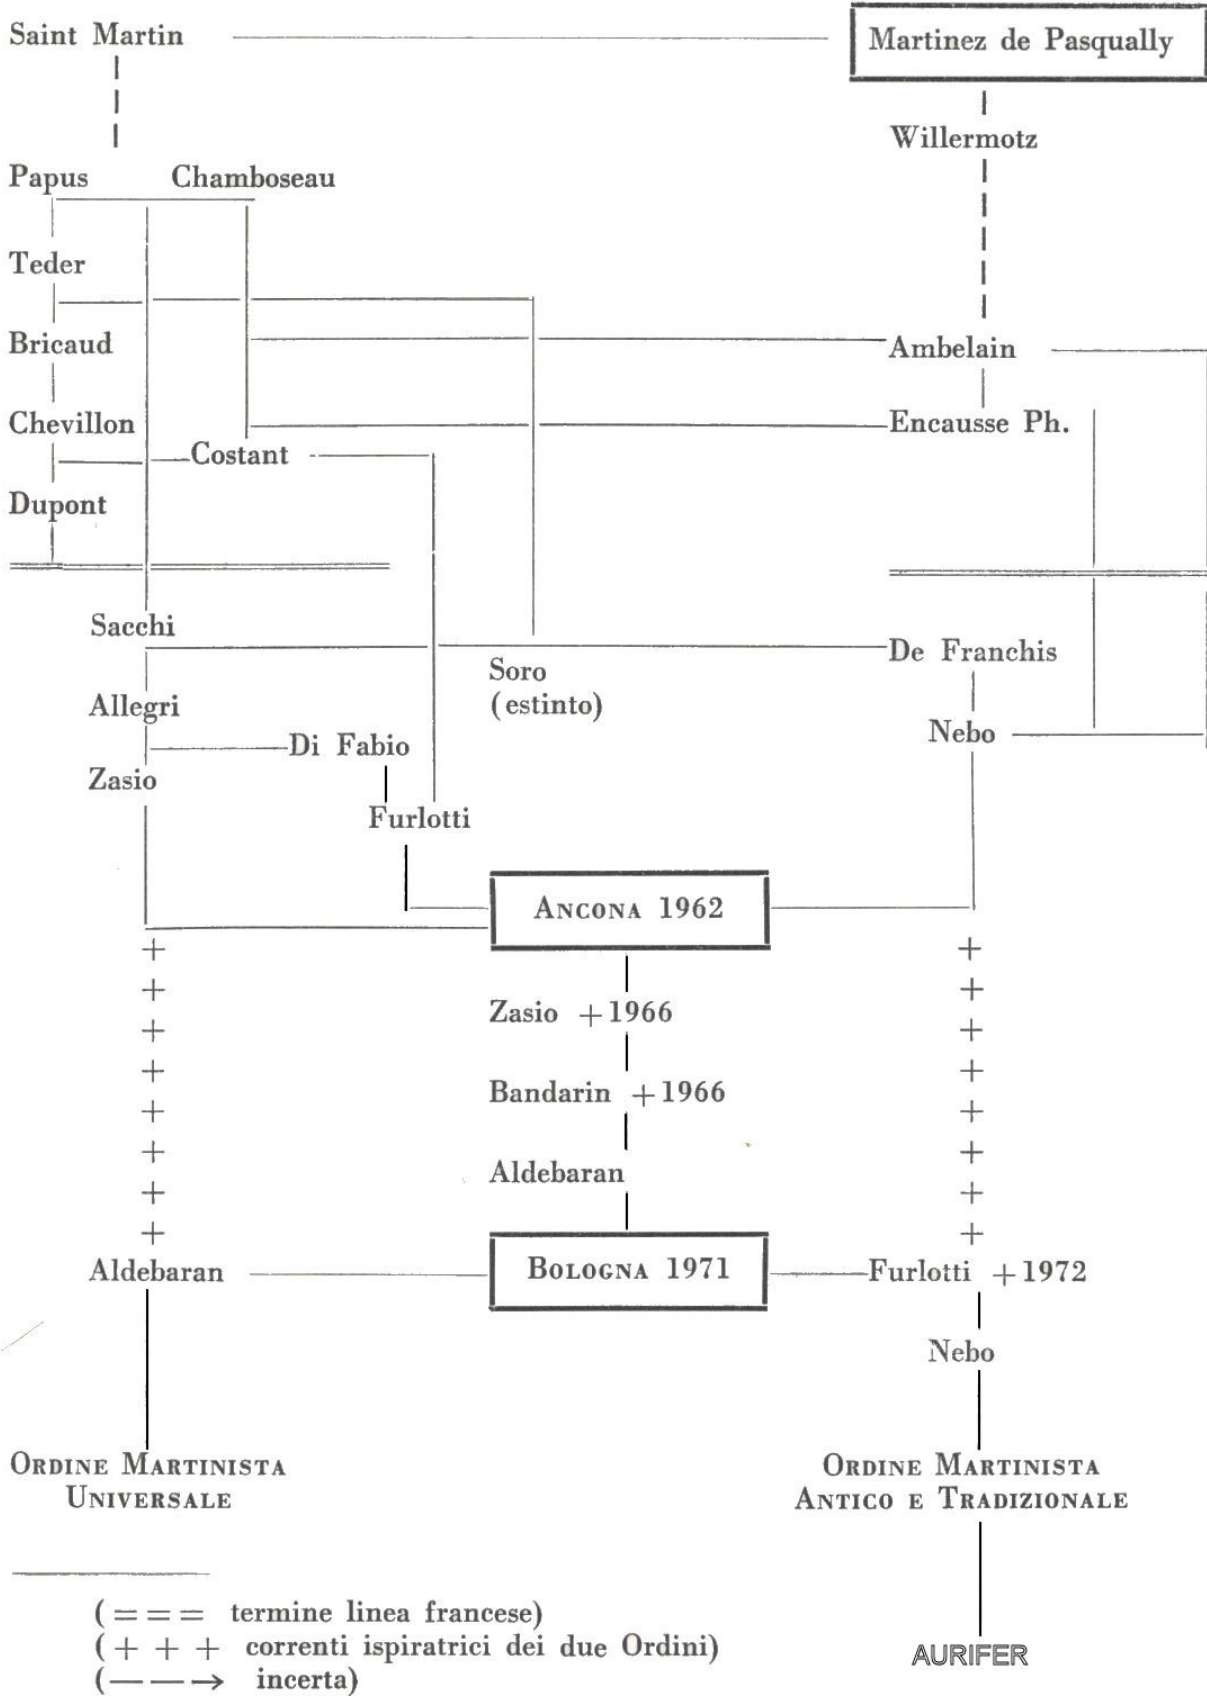 Saint Martin
Martinez de Pasqually
Willermotz
Papus Chamboseau
Teder
Bricaud
Ambelain
Chevillon
Encausse Ph.
Costant
Dupont
Sacchi
De Franchis
Soro
(estinto)
Allegri
Nebo
Di Fabio
Zasio
Furlotti
ANCONA 1962
+ +
+ +
Zasio +1966
+ +
+ +
Bandarin +1966
+ +
+ +
Aldebaran
+ +
+ +
Aldebaran
BOLOGNA 1971
Furlotti +1972
Nebo
ORDINE MARTINISTA
UNIVERSALE
ORDINE MARTINISTA
ANTICO E TRADIZIONALE
(= = = termine linea francese)
(+ + + correnti ispiratrici dei due Ordini)
(— — → incerta)
AURIFER